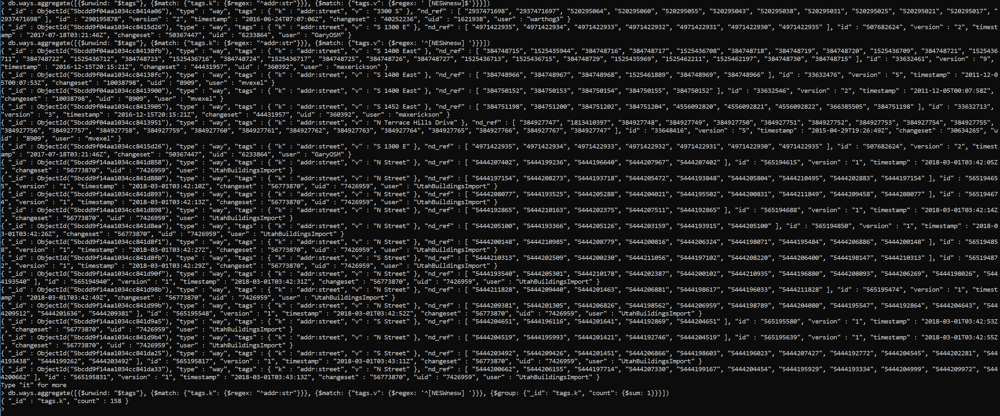 > db.ways.aggregate([{$unwind: "$tags"}, {$match: {"tags.k": {$regex: "^addr:str"}}}, {$match: {"tags.v": {$regex: ' [NESWnesw]$'}}}])
{ "_id" : ObjectId("5bcdd9f04aa1034cc8414a06"), "type" : "way", "tags" : { "k" : "addr:street", "v" : "3300 S" }, "nd_ref" : [ "2937471698", "2937471697", "520295064", "520295060", "520295055", "520295043", "520295038", "520295031", "520295025", "520295021", "520295017", "
2937471698" ], "id" : "290195878", "version" : "2", "timestamp" : "2016-06-24T07:07:06Z", "changeset" : "40252236", "uid" : "1621938", "user" : "warthog3" }
{ "_id" : ObjectId("5bcdd9f04aa1034cc8415d26"), "type" : "way", "tags" : { "k" : "addr:street", "v" : "S 1300 E" }, "nd_ref" : [ "4971422935", "4971422934", "4971422933", "4971422932", "4971422931", "4971422930", "4971422935" ], "id" : "507682624", "version" : "2", "timest
amp" : "2017-07-18T03:21:46Z", "changeset" : "50367447", "uid" : "6233864", "user" : "GaryOSM" }
> db.ways.aggregate([{$unwind: "$tags"}, {$match: {"tags.k": {$regex: "^addr:str"}}}, {$match: {"tags.v": {$regex: '^[NESWnesw] '}}}])
{ "_id" : ObjectId("5bcdd9f04aa1034cc84138fb"), "type" : "way", "tags" : { "k" : "addr:street", "v" : "S 1400 East" }, "nd_ref" : [ "384748715", "1525435944", "384748716", "384748717", "1525436708", "384748718", "384748719", "384748720", "1525436709", "384748721", "1525436
711", "384748722", "1525436712", "384748723", "1525436716", "384748724", "1525436717", "384748725", "384748726", "384748727", "1525436713", "1525436715", "384748729", "1525435969", "1525462211", "1525462197", "384748730", "384748715" ], "id" : "33632461", "version" : "9",
"timestamp" : "2016-12-15T20:15:21Z", "changeset" : "44431957", "uid" : "360392", "user" : "maxerickson" }
{ "_id" : ObjectId("5bcdd9f04aa1034cc84138fc"), "type" : "way", "tags" : { "k" : "addr:street", "v" : "S 1400 East" }, "nd_ref" : [ "384748966", "384748967", "384748968", "1525461889", "384748969", "384748966" ], "id" : "33632476", "version" : "5", "timestamp" : "2011-12-0
5T00:07:53Z", "changeset" : "10038798", "uid" : "8909", "user" : "mvexel" }
{ "_id" : ObjectId("5bcdd9f04aa1034cc8413900"), "type" : "way", "tags" : { "k" : "addr:street", "v" : "S 1400 East" }, "nd_ref" : [ "384750152", "384750153", "384750154", "384750155", "384750152" ], "id" : "33632546", "version" : "2", "timestamp" : "2011-12-05T00:07:58Z",
"changeset" : "10038798", "uid" : "8909", "user" : "mvexel" }
{ "_id" : ObjectId("5bcdd9f04aa1034cc8413905"), "type" : "way", "tags" : { "k" : "addr:street", "v" : "S 1452 East" }, "nd_ref" : [ "384751198", "384751200", "384751202", "384751204", "4556092820", "4556092821", "4556092822", "366385505", "384751198" ], "id" : "33632713",
"version" : "3", "timestamp" : "2016-12-15T20:15:21Z", "changeset" : "44431957", "uid" : "360392", "user" : "maxerickson" }
{ "_id" : ObjectId("5bcdd9f04aa1034cc8413951"), "type" : "way", "tags" : { "k" : "addr:street", "v" : "N Terrace Hills Drive" }, "nd_ref" : [ "384927747", "1813410397", "384927748", "384927749", "384927750", "384927751", "384927752", "384927753", "384927754", "384927755",
"384927756", "384927757", "384927758", "384927759", "384927760", "384927761", "384927762", "384927763", "384927764", "384927765", "384927766", "384927767", "384927747" ], "id" : "33648416", "version" : "5", "timestamp" : "2015-04-29T19:26:49Z", "changeset" : "30634265", "u
id" : "8909", "user" : "mvexel" }
{ "_id" : ObjectId("5bcdd9f04aa1034cc8415d26"), "type" : "way", "tags" : { "k" : "addr:street", "v" : "S 1300 E" }, "nd_ref" : [ "4971422935", "4971422934", "4971422933", "4971422932", "4971422931", "4971422930", "4971422935" ], "id" : "507682624", "version" : "2", "timest
amp" : "2017-07-18T03:21:46Z", "changeset" : "50367447", "uid" : "6233864", "user" : "GaryOSM" }
{ "_id" : ObjectId("5bcdd9f14aa1034cc841d858"), "type" : "way", "tags" : { "k" : "addr:street", "v" : "N Street" }, "nd_ref" : [ "5444207402", "5444199236", "5444196640", "5444207967", "5444207402" ], "id" : "565194615", "version" : "1", "timestamp" : "2018-03-01T03:42:05Z
", "changeset" : "56773870", "uid" : "7426959", "user" : "UtahBuildingsImport" }
{ "_id" : ObjectId("5bcdd9f14aa1034cc841d880"), "type" : "way", "tags" : { "k" : "addr:street", "v" : "N Street" }, "nd_ref" : [ "5444197154", "5444208273", "5444193718", "5444205472", "5444193848", "5444205804", "5444210495", "5444202883", "5444197154" ], "id" : "56519465
5", "version" : "1", "timestamp" : "2018-03-01T03:42:10Z", "changeset" : "56773870", "uid" : "7426959", "user" : "UtahBuildingsImport" }
{ "_id" : ObjectId("5bcdd9f14aa1034cc841d893"), "type" : "way", "tags" : { "k" : "addr:street", "v" : "N Street" }, "nd_ref" : [ "5444208077", "5444193525", "5444205288", "5444204021", "5444195502", "5444200831", "5444211849", "5444209458", "5444208077" ], "id" : "56519467
4", "version" : "1", "timestamp" : "2018-03-01T03:42:13Z", "changeset" : "56773870", "uid" : "7426959", "user" : "UtahBuildingsImport" }
{ "_id" : ObjectId("5bcdd9f14aa1034cc841d898"), "type" : "way", "tags" : { "k" : "addr:street", "v" : "N Street" }, "nd_ref" : [ "5444192865", "5444210163", "5444202375", "5444207511", "5444192865" ], "id" : "565194688", "version" : "1", "timestamp" : "2018-03-01T03:42:14Z
", "changeset" : "56773870", "uid" : "7426959", "user" : "UtahBuildingsImport" }
{ "_id" : ObjectId("5bcdd9f14aa1034cc841d8ea"), "type" : "way", "tags" : { "k" : "addr:street", "v" : "N Street" }, "nd_ref" : [ "5444205100", "5444193366", "5444205126", "5444203159", "5444193915", "5444205100" ], "id" : "565194850", "version" : "1", "timestamp" : "2018-0
3-01T03:42:26Z", "changeset" : "56773870", "uid" : "7426959", "user" : "UtahBuildingsImport" }
{ "_id" : ObjectId("5bcdd9f14aa1034cc841d8f1"), "type" : "way", "tags" : { "k" : "addr:street", "v" : "N Street" }, "nd_ref" : [ "5444200148", "5444210985", "5444208779", "5444200816", "5444206324", "5444198071", "5444195484", "5444206886", "5444200148" ], "id" : "56519485
8", "version" : "1", "timestamp" : "2018-03-01T03:42:27Z", "changeset" : "56773870", "uid" : "7426959", "user" : "UtahBuildingsImport" }
{ "_id" : ObjectId("5bcdd9f14aa1034cc841d8fb"), "type" : "way", "tags" : { "k" : "addr:street", "v" : "S Street" }, "nd_ref" : [ "5444210313", "5444202509", "5444200230", "5444211056", "5444197102", "5444208220", "5444206400", "5444198147", "5444210313" ], "id" : "56519487
2", "version" : "1", "timestamp" : "2018-03-01T03:42:29Z", "changeset" : "56773870", "uid" : "7426959", "user" : "UtahBuildingsImport" }
{ "_id" : ObjectId("5bcdd9f14aa1034cc841d90f"), "type" : "way", "tags" : { "k" : "addr:street", "v" : "N Street" }, "nd_ref" : [ "5444193540", "5444205301", "5444210178", "5444202387", "5444200102", "5444210935", "5444196880", "5444208093", "5444206269", "5444198026", "544
4193540" ], "id" : "565194940", "version" : "1", "timestamp" : "2018-03-01T03:42:31Z", "changeset" : "56773870", "uid" : "7426959", "user" : "UtahBuildingsImport" }
{ "_id" : ObjectId("5bcdd9f14aa1034cc841d98b"), "type" : "way", "tags" : { "k" : "addr:street", "v" : "N Street" }, "nd_ref" : [ "5444211828", "5444209440", "5444201463", "5444206881", "5444198617", "5444196033", "5444211828" ], "id" : "565195474", "version" : "1", "timest
amp" : "2018-03-01T03:42:49Z", "changeset" : "56773870", "uid" : "7426959", "user" : "UtahBuildingsImport" }
{ "_id" : ObjectId("5bcdd9f14aa1034cc841d99b"), "type" : "way", "tags" : { "k" : "addr:street", "v" : "N Street" }, "nd_ref" : [ "5444209381", "5444201305", "5444206826", "5444198562", "5444206959", "5444198789", "5444204080", "5444195547", "5444192864", "5444204643", "544
4209512", "5444201636", "5444209381" ], "id" : "565195548", "version" : "1", "timestamp" : "2018-03-01T03:42:52Z", "changeset" : "56773870", "uid" : "7426959", "user" : "UtahBuildingsImport" }
{ "_id" : ObjectId("5bcdd9f14aa1034cc841d9a5"), "type" : "way", "tags" : { "k" : "addr:street", "v" : "S Street" }, "nd_ref" : [ "5444204651", "5444196116", "5444201641", "5444192869", "5444204651" ], "id" : "565195580", "version" : "1", "timestamp" : "2018-03-01T03:42:53Z
", "changeset" : "56773870", "uid" : "7426959", "user" : "UtahBuildingsImport" }
{ "_id" : ObjectId("5bcdd9f14aa1034cc841d9b4"), "type" : "way", "tags" : { "k" : "addr:street", "v" : "N Street" }, "nd_ref" : [ "5444204519", "5444195993", "5444201421", "5444192746", "5444204519" ], "id" : "565195639", "version" : "1", "timestamp" : "2018-03-01T03:42:55Z
", "changeset" : "56773870", "uid" : "7426959", "user" : "UtahBuildingsImport" }
{ "_id" : ObjectId("5bcdd9f14aa1034cc841da25"), "type" : "way", "tags" : { "k" : "addr:street", "v" : "S Street" }, "nd_ref" : [ "5444203492", "5444209426", "5444201451", "5444206866", "5444198603", "5444196023", "5444207427", "5444192772", "5444204545", "5444202281", "544
4193438", "5444199262", "5444203492" ], "id" : "565195817", "version" : "1", "timestamp" : "2018-03-01T03:43:11Z", "changeset" : "56773870", "uid" : "7426959", "user" : "UtahBuildingsImport" }
{ "_id" : ObjectId("5bcdd9f14aa1034cc841da33"), "type" : "way", "tags" : { "k" : "addr:street", "v" : "N Street" }, "nd_ref" : [ "5444200662", "5444206155", "5444197714", "5444207330", "5444199167", "5444204454", "5444195929", "5444193334", "5444204999", "5444209972", "544
4200662" ], "id" : "565195831", "version" : "1", "timestamp" : "2018-03-01T03:43:13Z", "changeset" : "56773870", "uid" : "7426959", "user" : "UtahBuildingsImport" }
Type "it" for more
> db.ways.aggregate([{$unwind: "$tags"}, {$match: {"tags.k": {$regex: "^addr:str"}}}, {$match: {"tags.v": {$regex: '^[NESWnesw] '}}}, {$group: {"_id": "tags.k", "count": {$sum: 1}}}])
{ "_id" : "tags.k", "count" : 158 }
>